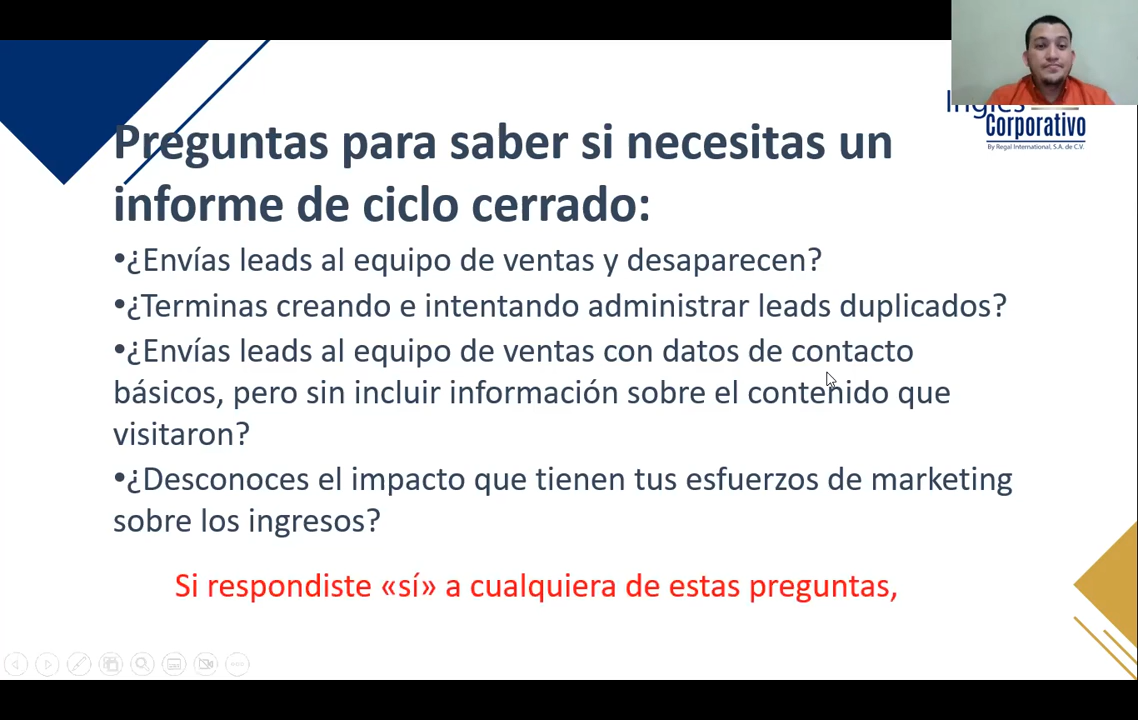 Preguntas para saber si necesitas un
informe de ciclo cerrado:
•¿Envías leads al equipo de ventas y desaparecen?
•¿Terminas creando e intentando administrar leads duplicados?
•¿Envías leads al equipo de ventas con datos de contacto
básicos, pero sin incluir información sobre el contenido que
visitaron?
•¿Desconoces el impacto que tienen tus esfuerzos de marketing
sobre los ingresos?
Si respondiste «sí» a cualquiera de estas preguntas,
Inglés
Corporativo
By Regal International, S.A. de C.V.